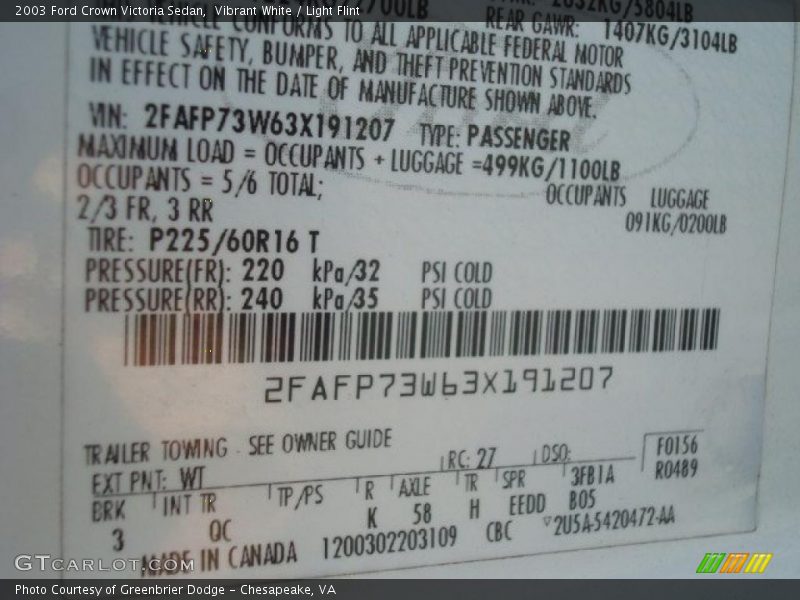 2003 Ford Crown Victoria Sedan, Vibrant White / Light Flint
/700LB 2632KG/5804LB
REAR GAWR: 1407KG/3104LB
VEHICLE CONFORMS TO ALL APPLICABLE FEDERAL MOTOR
VEHICLE SAFETY, BUMPER, AND THEFT PREVENTION STANDARDS
IN EFFECT ON THE DATE OF MANUFACTURE SHOWN ABOVE.
VIN: 2FAFP73W63X191207 TYPE: PASSENGER
MAXIMUM LOAD = OCCUPANTS + LUGGAGE =499KG/1100LB
OCCUPANTS = 5/6 TOTAL; OCCUPANTS LUGGAGE
2/3 FR, 3 RR 091KG/0200LB
TIRE: P225/60R16 T
PRESSURE(FR): 220 kPa/32 PSI COLD
PRESSURE(RR): 240 kPa/35 PSI COLD
2FAFP73W63X191207
TRAILER TOWING - SEE OWNER GUIDE
EXT PNT: WT RC: 27 DSO: F0156
R0489
BRK INT TR TP/PS R AXLE TR SPR 3FB1A
3 QC K 58 H EEDD B05
MADE IN CANADA 1200302203109 CBC ▽2U5A-5420472-AA
GTCARLOT.COM
Photo Courtesy of Greenbrier Dodge – Chesapeake, VA